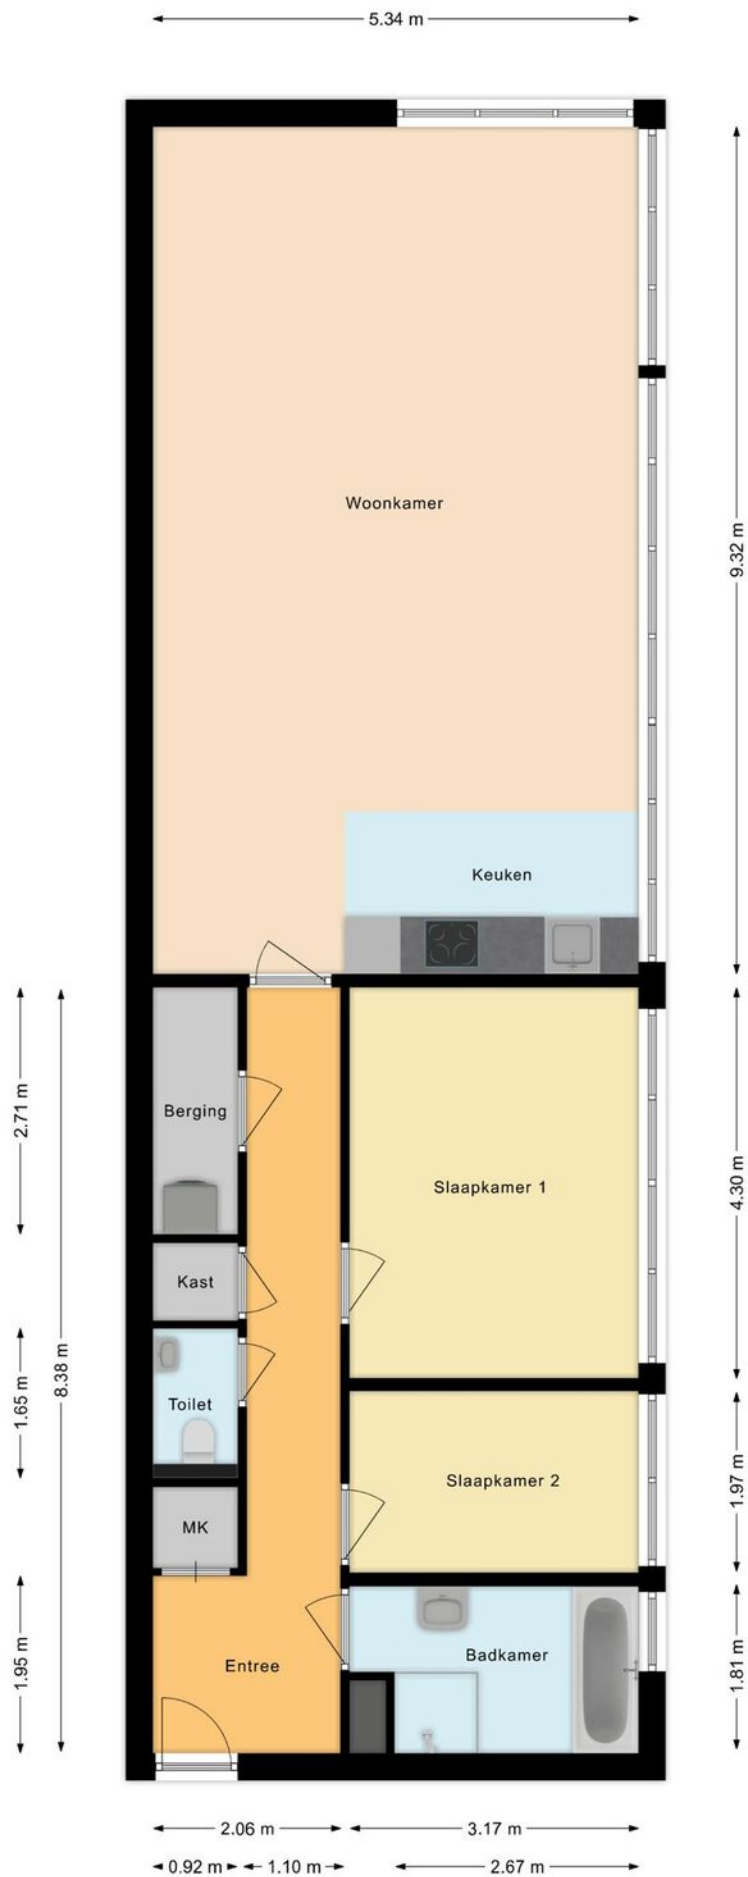 5.34 m
Woonkamer
9.32 m
Keuken
Berging
2.71 m
Slaapkamer 1
4.30 m
Kast
8.38 m
Toilet
1.65 m
Slaapkamer 2
1.97 m
MK
Badkamer
Entree
1.95 m
1.81 m
2.06 m
3.17 m
0.92 m
1.10 m
2.67 m